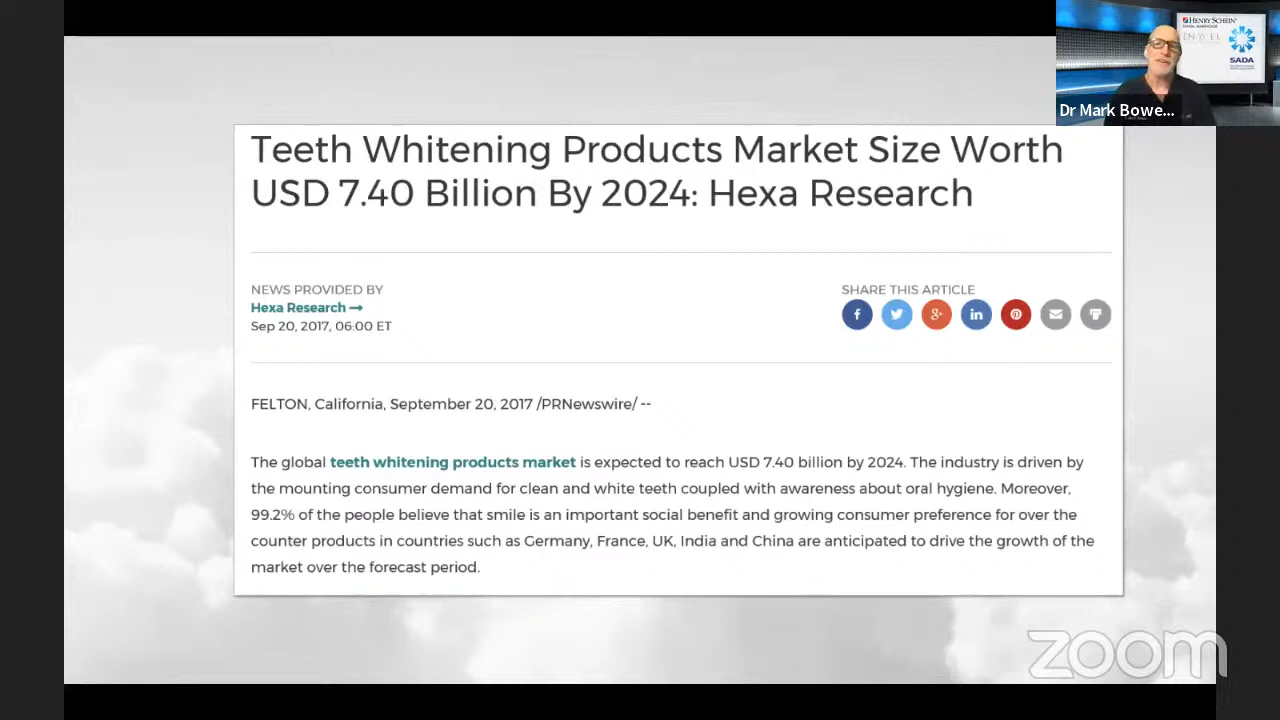 HENRY SCHEIN
SADA
Dr Mark Bowe...
Teeth Whitening Products Market Size Worth
USD 7.40 Billion By 2024: Hexa Research
NEWS PROVIDED BY
Hexa Research →
Sep 20, 2017, 06:00 ET
SHARE THIS ARTICLE
FELTON, California, September 20, 2017 /PRNewswire/ --
The global teeth whitening products market is expected to reach USD 7.40 billion by 2024. The industry is driven by
the mounting consumer demand for clean and white teeth coupled with awareness about oral hygiene. Moreover,
99.2% of the people believe that smile is an important social benefit and growing consumer preference for over the
counter products in countries such as Germany, France, UK, India and China are anticipated to drive the growth of the
market over the forecast period.
zoom